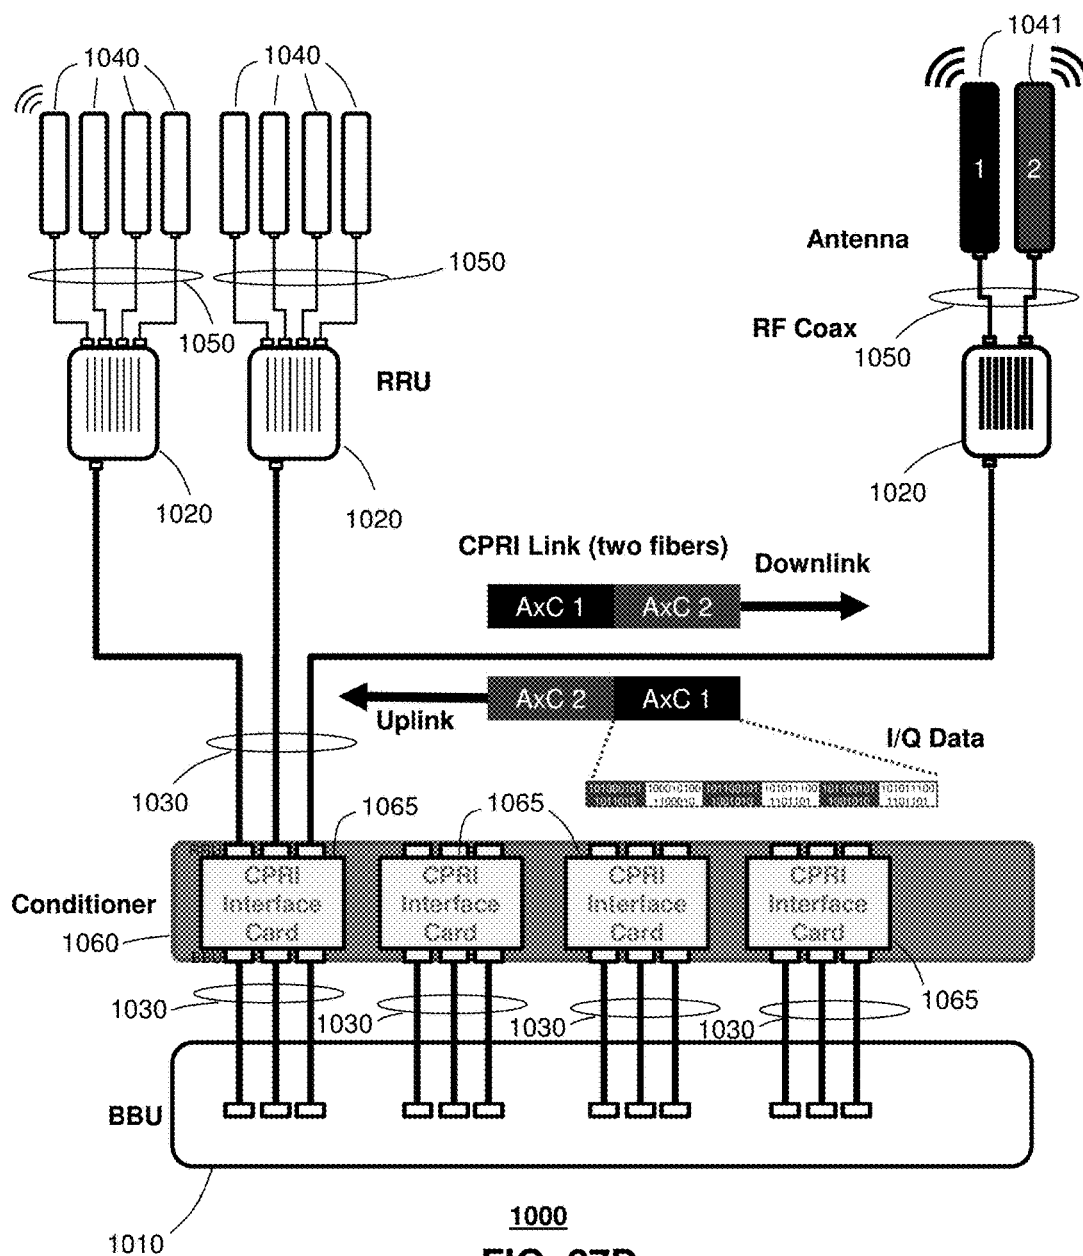 1041
1040
1040
1
2
Antenna
1050
1050
RF Coax
1050
RRU
1020
1020
1020
CPRI Link (two fibers)
Downlink
AxC 1
AxC 2
AxC 2
AxC 1
Uplink
I/Q Data
1030
1065
1065
CPRI
Interface
Card
CPRI
Interface
Card
CPRI
Interface
Card
CPRI
Interface
Card
Conditioner
1060
1065
1030
1030
1030
1030
BBU
1010
1000